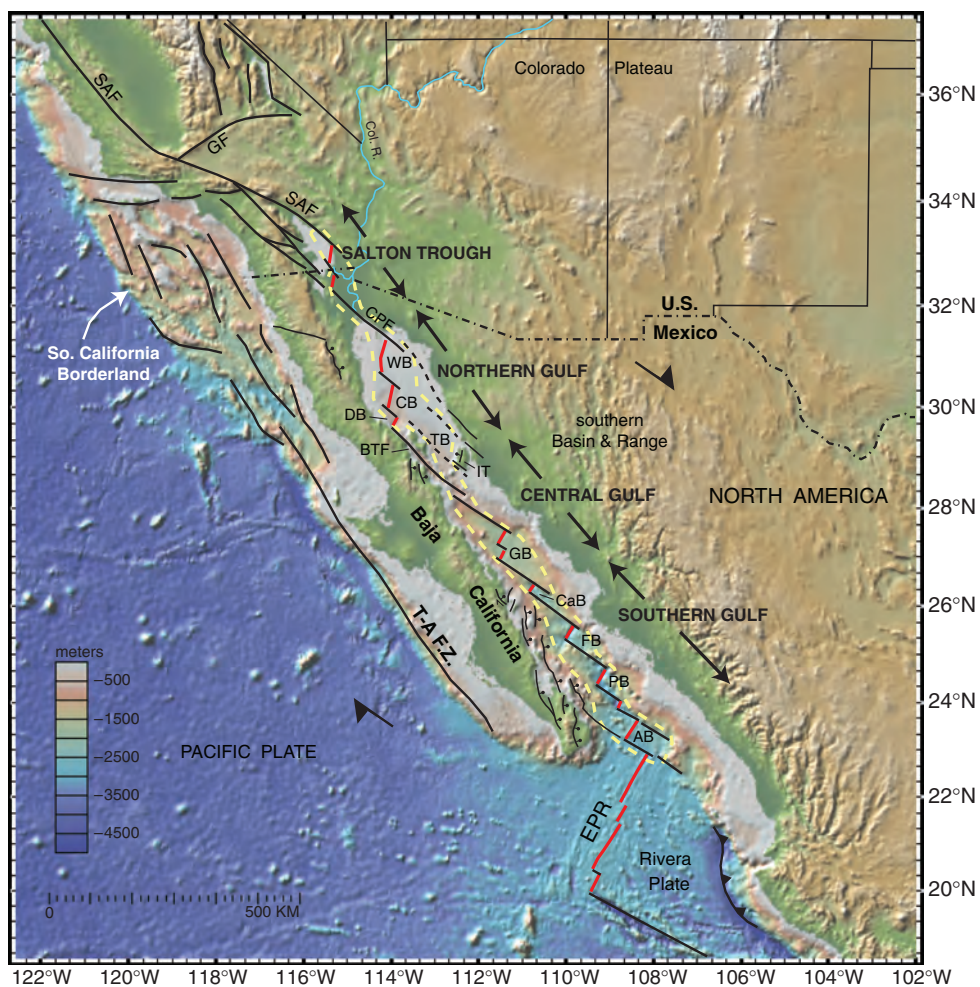 SAF
GF
Col. R.
Colorado Plateau
36°N
SAF
34°N
SALTON TROUGH
CPF
32°N
U.S.
Mexico
So. California
Borderland
WB
NORTHERN GULF
CB
DB
30°N
southern
Basin & Range
TB
BTF
IT
CENTRAL GULF
NORTH AMERICA
28°N
Baja
California
GB
CaB
26°N
SOUTHERN GULF
FB
T-A F.Z.
PB
24°N
meters
–500
–1500
–2500
–3500
–4500
PACIFIC PLATE
AB
22°N
EPR
Rivera
Plate
20°N
0 500 KM
122°W 120°W 118°W 116°W 114°W 112°W 110°W 108°W 106°W 104°W 102°W